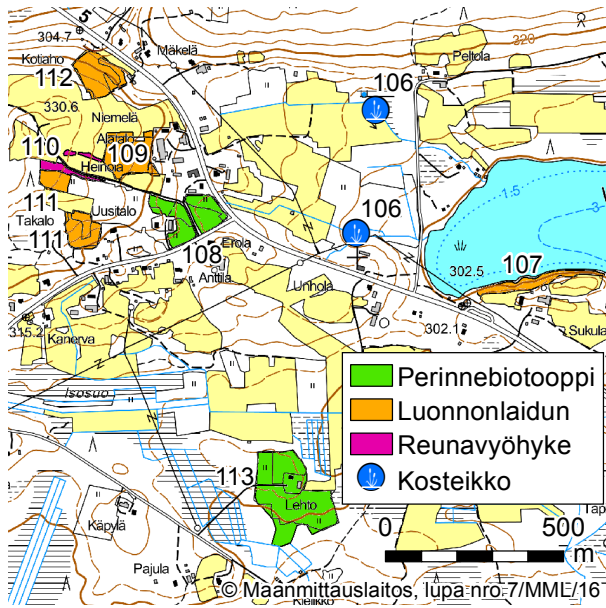 5
304.7
Kotiaho
112
Mäkelä
320
Peltola
106
330.6
Niemelä
Alatalo
110
109
Heinoja
1.5
111
Takalo
111
Uusitalo
106
3
108
Erola
Anttila
Unhola
302.5
107
315.2
Kanerva
302.1
Sukula
Isosuo
Perinnebiotooppi
Luonnonlaidun
Reunavyöhyke
Kosteikko
113
Lehto
Käpylä
0 500
m
Pajula
© Maanmittauslaitos, lupa nro 7/MML/16